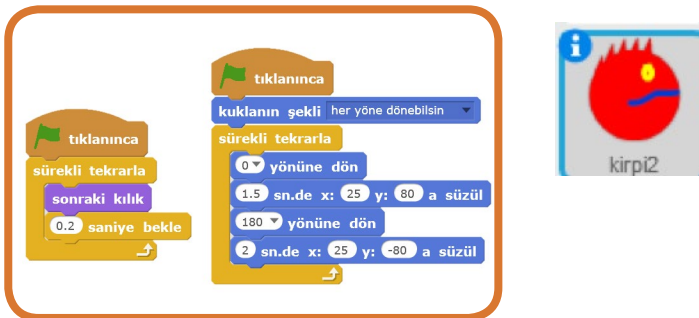 tıklanınca
sürekli tekrarla
sonraki kılık
0.2 saniye bekle
tıklanınca
kuklanın şekli her yöne dönebilsin
sürekli tekrarla
0 yönüne dön
1.5 sn.de x: 25 y: 80 a süzül
180 yönüne dön
2 sn.de x: 25 y: -80 a süzül
i
kirpi2